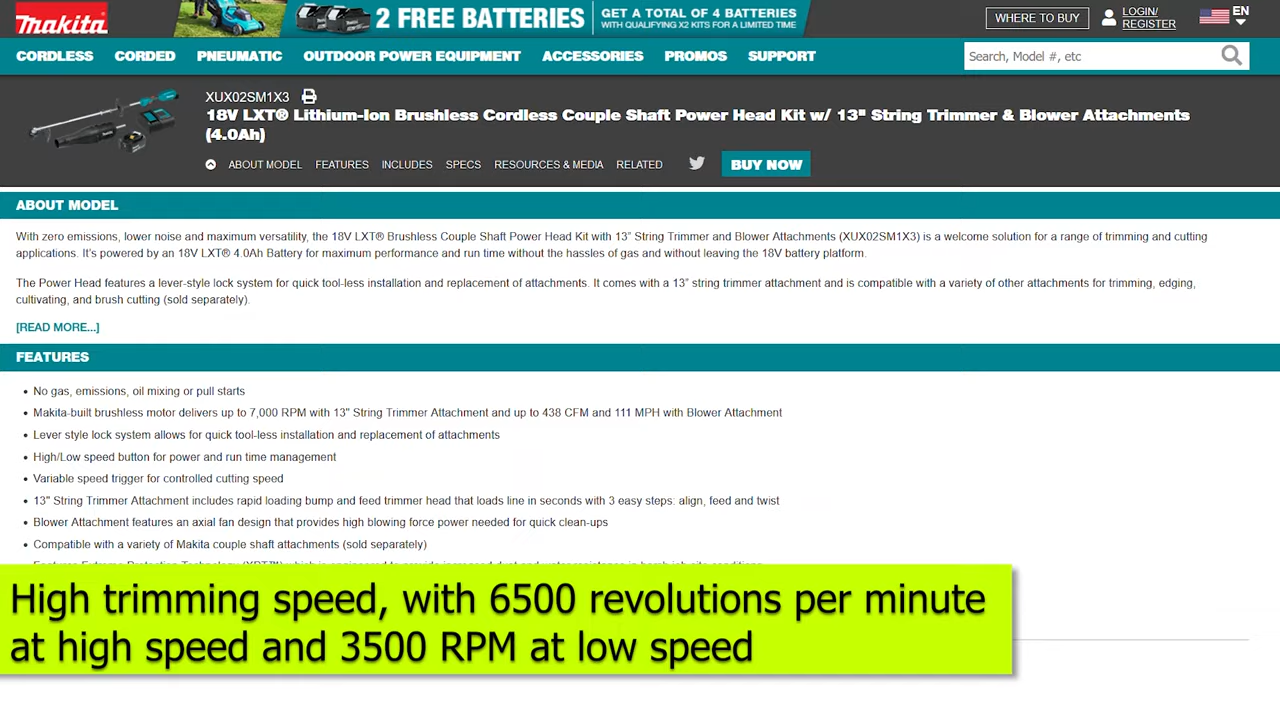 Makita
2 FREE BATTERIES
GET A TOTAL OF 4 BATTERIES
WITH QUALIFYING X2 KITS FOR A LIMITED TIME
WHERE TO BUY
LOGIN/
REGISTER
EN
CORDLESS CORDED PNEUMATIC OUTDOOR POWER EQUIPMENT ACCESSORIES PROMOS SUPPORT
Search, Model #, etc
XUX02SM1X3
18V LXT® Lithium-Ion Brushless Cordless Couple Shaft Power Head Kit w/ 13" String Trimmer & Blower Attachments
(4.0Ah)
ABOUT MODEL FEATURES INCLUDES SPECS RESOURCES & MEDIA RELATED
BUY NOW
ABOUT MODEL
With zero emissions, lower noise and maximum versatility, the 18V LXT® Brushless Couple Shaft Power Head Kit with 13” String Trimmer and Blower Attachments (XUX02SM1X3) is a welcome solution for a range of trimming and cutting
applications. It’s powered by an 18V LXT® 4.0Ah Battery for maximum performance and run time without the hassles of gas and without leaving the 18V battery platform.
The Power Head features a lever-style lock system for quick tool-less installation and replacement of attachments. It comes with a 13” string trimmer attachment and is compatible with a variety of other attachments for trimming, edging,
cultivating, and brush cutting (sold separately).
[READ MORE...]
FEATURES
• No gas, emissions, oil mixing or pull starts
• Makita-built brushless motor delivers up to 7,000 RPM with 13" String Trimmer Attachment and up to 438 CFM and 111 MPH with Blower Attachment
• Lever style lock system allows for quick tool-less installation and replacement of attachments
• High/Low speed button for power and run time management
• Variable speed trigger for controlled cutting speed
• 13" String Trimmer Attachment includes rapid loading bump and feed trimmer head that loads line in seconds with 3 easy steps: align, feed and twist
• Blower Attachment features an axial fan design that provides high blowing force power needed for quick clean-ups
• Compatible with a variety of Makita couple shaft attachments (sold separately)
High trimming speed, with 6500 revolutions per minute
at high speed and 3500 RPM at low speed